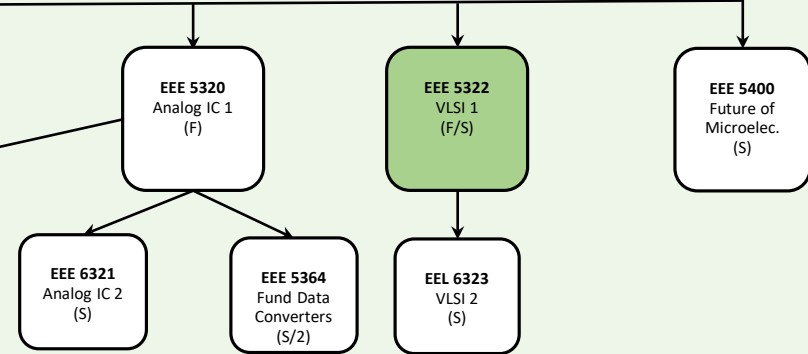 EEE 5320
Analog IC 1
(F)
EEE 5322
VLSI 1
(F/S)
EEE 5400
Future of
Microelec.
(S)
EEE 6321
Analog IC 2
(S)
EEE 5364
Fund Data
Converters
(S/2)
EEL 6323
VLSI 2
(S)